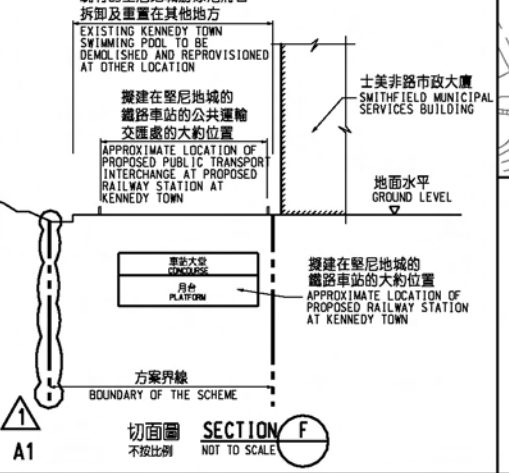 拆卸及重置在其他地方
EXISTING KENNEDY TOWN
SWIMMING POOL TO BE
DEMOLISHED AND REPROVISIONED
AT OTHER LOCATION
擬建在堅尼地城的
鐵路車站的公共運輸
交匯處的大約位置
APPROXIMATE LOCATION OF
PROPOSED PUBLIC TRANSPORT
INTERCHANGE AT PROPOSED
RAILWAY STATION AT
KENNEDY TOWN
士美非路市政大廈
SMITHFIELD MUNICIPAL
SERVICES BUILDING
地面水平
GROUND LEVEL
車站大堂
CONCOURSE
月台
PLATFORM
擬建在堅尼地城的
鐵路車站的大約位置
APPROXIMATE LOCATION OF
PROPOSED RAILWAY STATION
AT KENNEDY TOWN
方案界線
BOUNDARY OF THE SCHEME
1
A1
切面圖 SECTION F
不按比例 NOT TO SCALE